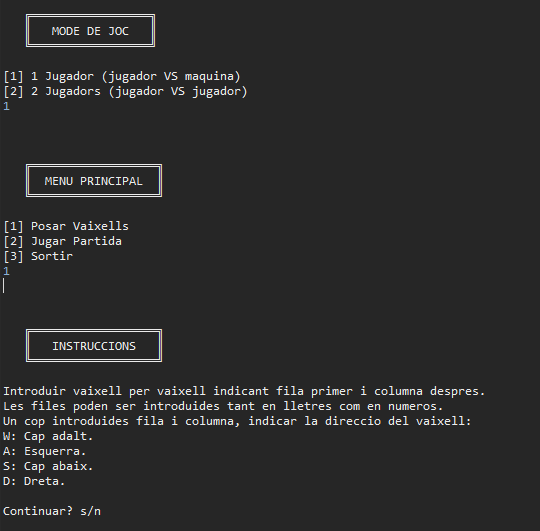 MODE DE JOC
[1] 1 Jugador (jugador VS maquina)
[2] 2 Jugadors (jugador VS jugador)
1
MENU PRINCIPAL
[1] Posar Vaixells
[2] Jugar Partida
[3] Sortir
1
INSTRUCCIONS
Introduir vaixell per vaixell indicant fila primer i columna despres.
Les files poden ser introduides tant en lletres com en numeros.
Un cop introduides fila i columna, indicar la direccio del vaixell:
W: Cap adalt.
A: Esquerra.
S: Cap abaix.
D: Dreta.
Continuar? s/n